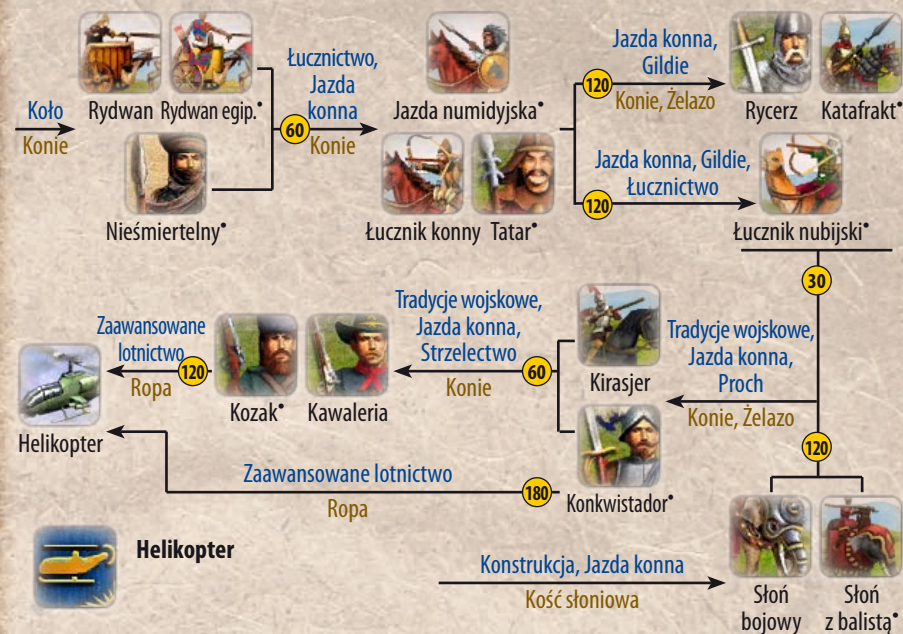 Koło
Konie
Rydwan
Rydwan egip.•
Nieśmiertelny•
60
Łucznictwo,
Jazda
konna
Konie
Jazda numidyjska•
Łucznik konny
Tatar•
120
Jazda konna,
Gildie
Konie, Żelazo
Rycerz
Katafrakt•
120
Jazda konna, Gildie,
Łucznictwo
Łucznik nubijski•
30
Tradycje wojskowe,
Jazda konna,
Proch
Konie, Żelazo
Kirasjer
Konkwistador•
60
Tradycje wojskowe,
Jazda konna,
Strzelectwo
Konie
Kozak•
Kawaleria
120
Zaawansowane
lotnictwo
Ropa
Helikopter
180
Zaawansowane lotnictwo
Ropa
120
Helikopter
Konstrukcja, Jazda konna
Kość słoniowa
Słoń
bojowy
Słoń
z balistą•